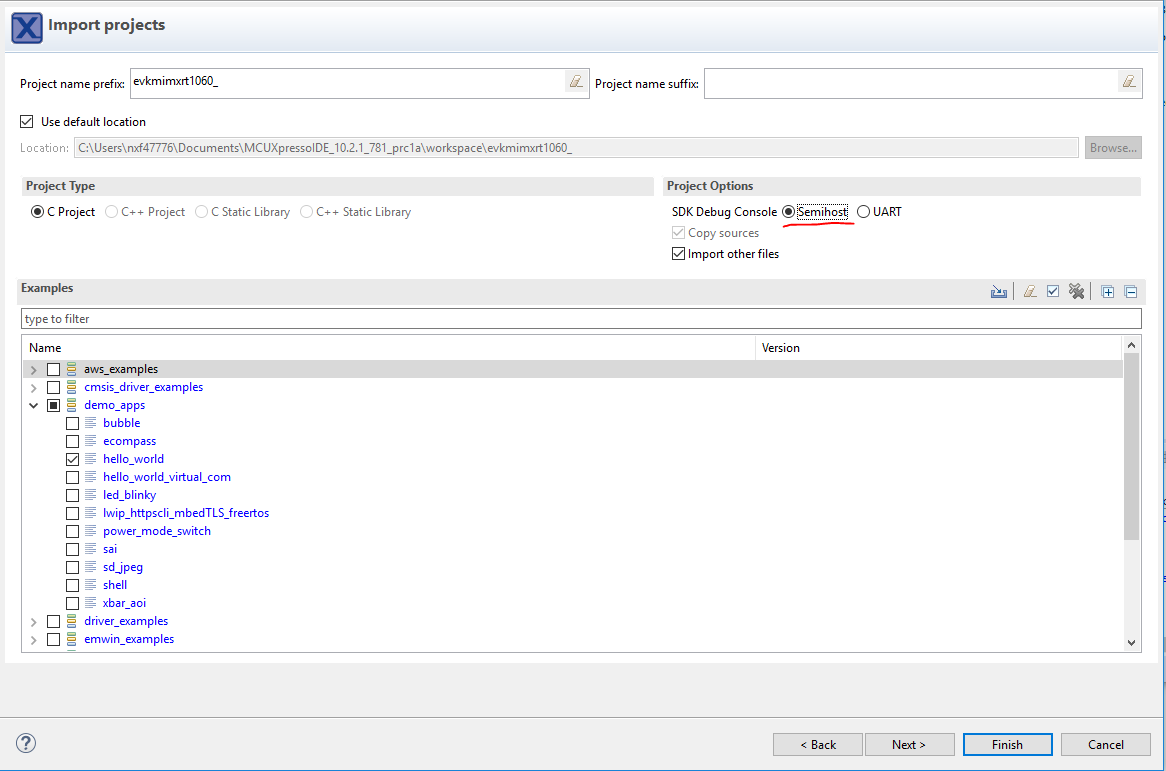 Import projects
Project name prefix: evkmimxrt1060_ Project name suffix:
Use default location
Location: C:\Users\nxf47776\Documents\MCUXpressoIDE_10.2.1_781_prc1a\workspace\evkmimxrt1060_ Browse...
Project Type Project Options
C Project C++ Project C Static Library C++ Static Library SDK Debug Console Semihost UART
Copy sources
Import other files
Examples
type to filter
Name Version
aws_examples
cmsis_driver_examples
demo_apps
bubble
ecompass
hello_world
hello_world_virtual_com
led_blinky
lwip_httpscli_mbedTLS_freertos
power_mode_switch
sai
sd_jpeg
shell
xbar_aoi
driver_examples
emwin_examples
? < Back Next > Finish Cancel